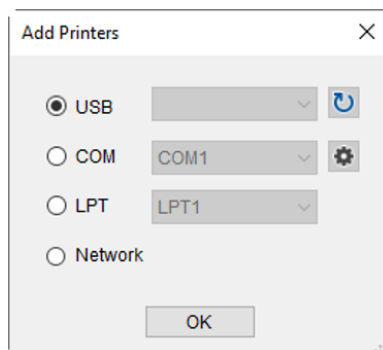 Add Printers
USB
COM COM1
LPT LPT1
Network
OK